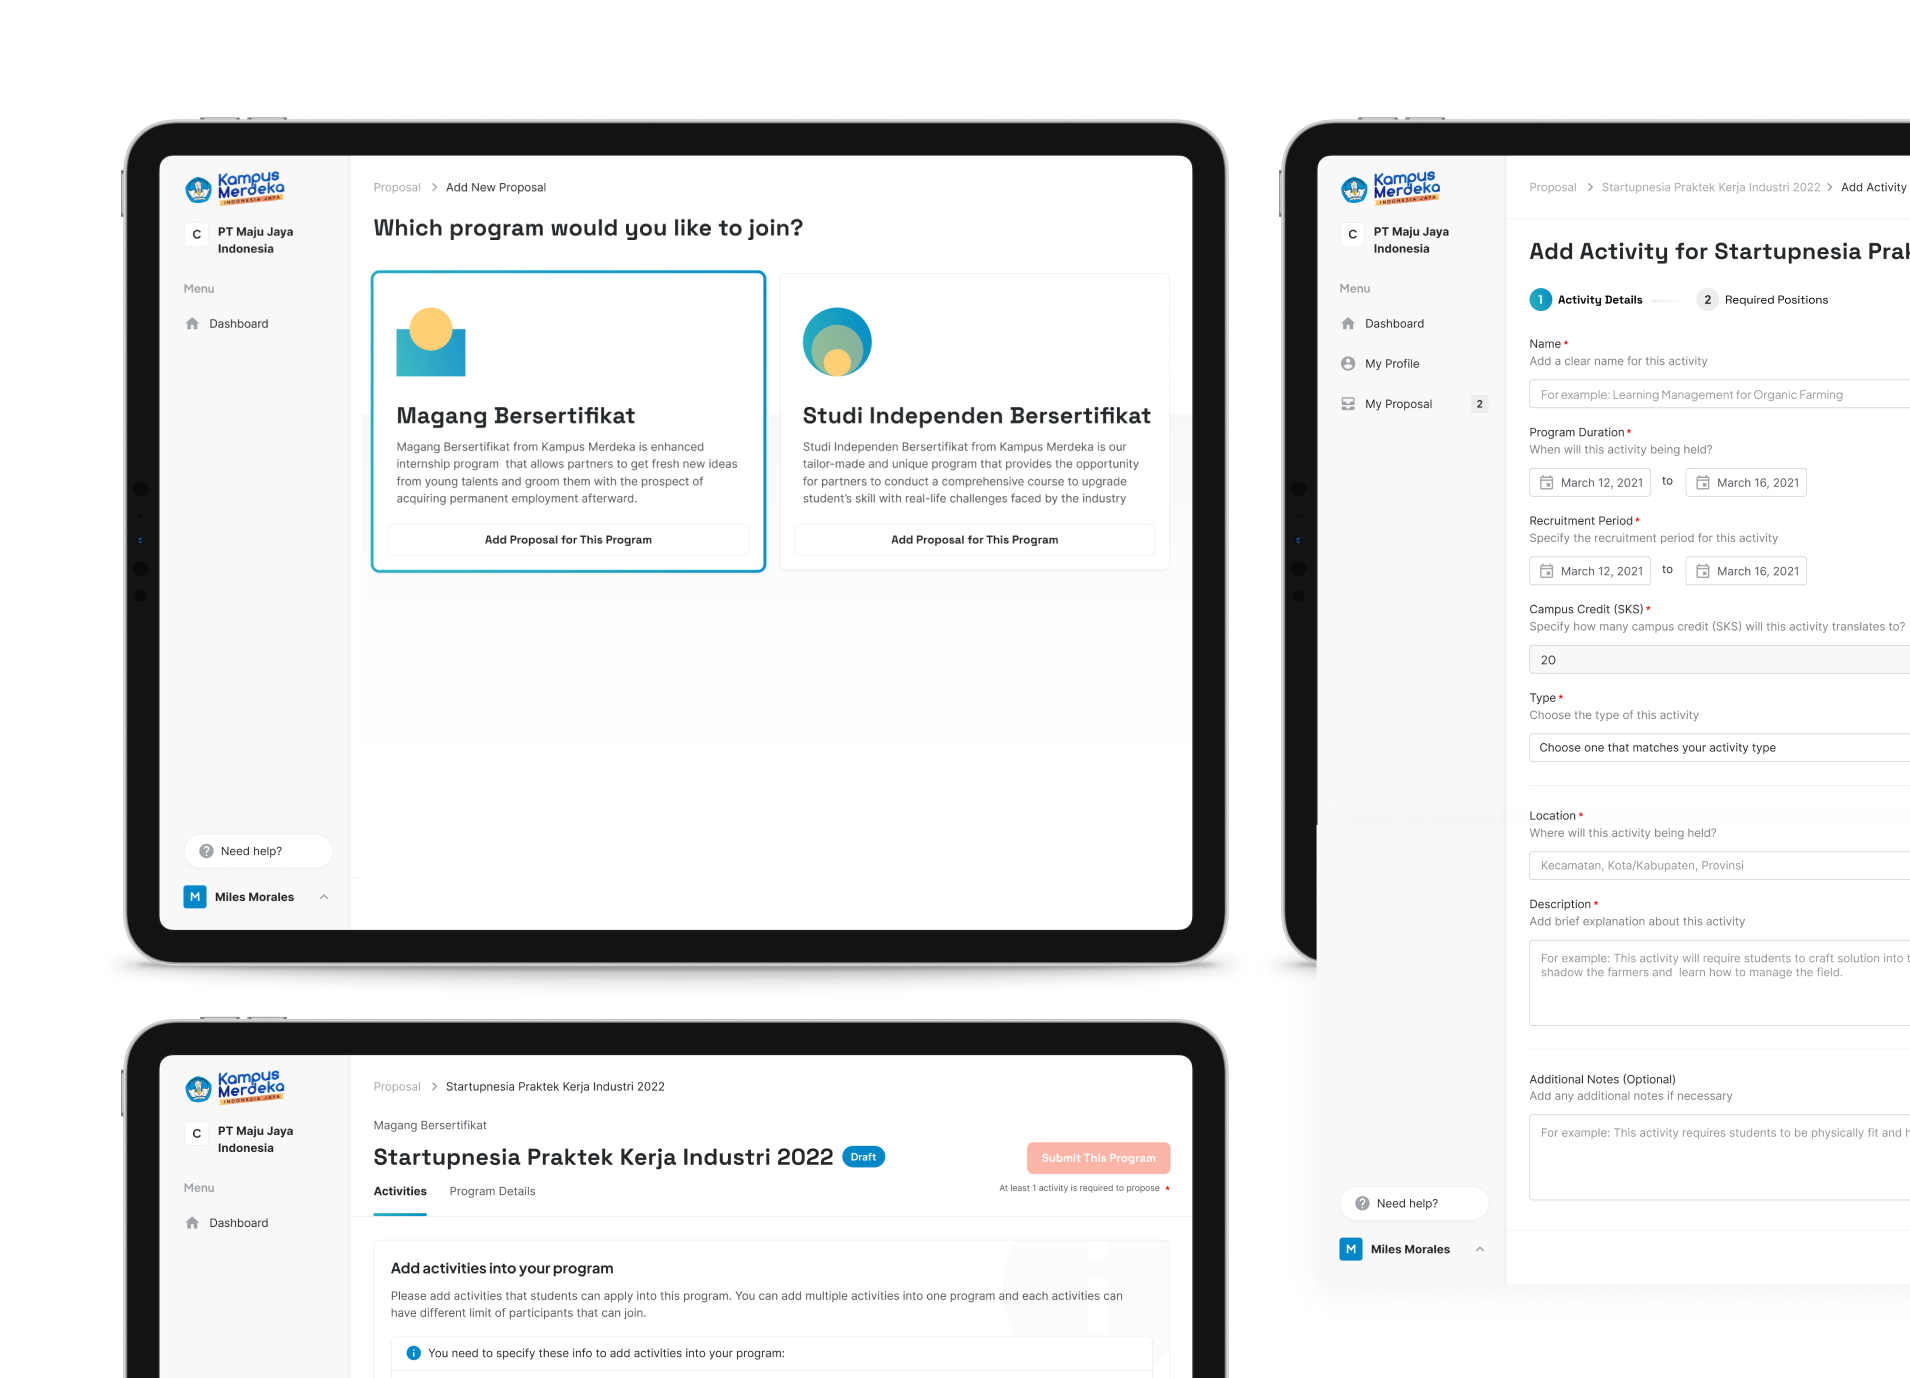 Kampus
Merdeka
INDONESIA JAYA
C
PT Maju Jaya
Indonesia
Menu
Dashboard
Need help?
M
Miles Morales
Proposal > Add New Proposal
Which program would you like to join?
Magang Bersertifikat
Magang Bersertifikat from Kampus Merdeka is enhanced
internship program that allows partners to get fresh new ideas
from young talents and groom them with the prospect of
acquiring permanent employment afterward.
Add Proposal for This Program
Studi Independen Bersertifikat
Studi Independen Bersertifikat from Kampus Merdeka is our
tailor-made and unique program that provides the opportunity
for partners to conduct a comprehensive course to upgrade
student's skill with real-life challenges faced by the industry
Add Proposal for This Program
Kampus
Merdeka
INDONESIA JAYA
C
PT Maju Jaya
Indonesia
Menu
Dashboard
My Profile
My Proposal 2
Need help?
M
Miles Morales
Proposal > Startupnesia Praktek Kerja Industri 2022 > Add Activity
Add Activity for Startupnesia Prak
1 Activity Details
2 Required Positions
Name *
Add a clear name for this activity
For example: Learning Management for Organic Farming
Program Duration *
When will this activity being held?
March 12, 2021 to March 16, 2021
Recruitment Period *
Specify the recruitment period for this activity
March 12, 2021 to March 16, 2021
Campus Credit (SKS) *
Specify how many campus credit (SKS) will this activity translates to?
20
Type *
Choose the type of this activity
Choose one that matches your activity type
Location *
Where will this activity being held?
Kecamatan, Kota/Kabupaten, Provinsi
Description *
Add brief explanation about this activity
For example: This activity will require students to craft solution into t
shadow the farmers and learn how to manage the field.
Additional Notes (Optional)
Add any additional notes if necessary
For example: This activity requires students to be physically fit and h
Kampus
Merdeka
INDONESIA JAYA
C
PT Maju Jaya
Indonesia
Menu
Dashboard
Proposal > Startupnesia Praktek Kerja Industri 2022
Magang Bersertifikat
Startupnesia Praktek Kerja Industri 2022 Draft
Submit This Program
At least 1 activity is required to propose *
Activities
Program Details
Add activities into your program
Please add activities that students can apply into this program. You can add multiple activities into one program and each activities can
have different limit of participants that can join.
You need to specify these info to add activities into your program: